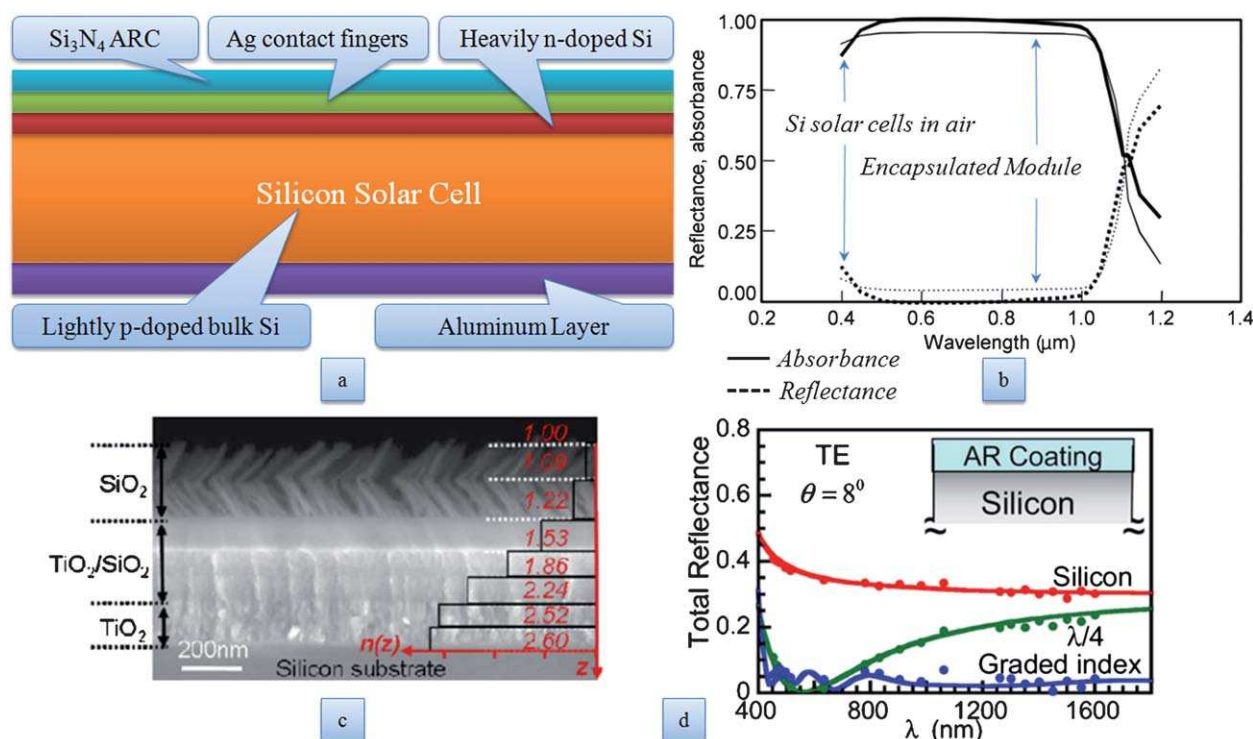 Si₃N₄ ARC
Ag contact fingers
Heavily n-doped Si
Silicon Solar Cell
Lightly p-doped bulk Si
Aluminum Layer
a
Reflectance, absorbance
1.00
0.75
0.50
0.25
0.00
Si solar cells in air
Encapsulated Module
0.2 0.4 0.6 0.8 1.0 1.2 1.4
Wavelength (μm)
Absorbance
Reflectance
b
SiO₂
TiO₂/SiO₂
TiO₂
1.00
1.09
1.22
1.53
1.86
2.24
2.52
2.60
n(z)
z
200nm
Silicon substrate
c
Total Reflectance
0.8
0.6
0.4
0.2
0
TE
θ = 8⁰
AR Coating
Silicon
Silicon
λ/4
Graded index
400 800 1200 1600
λ (nm)
d